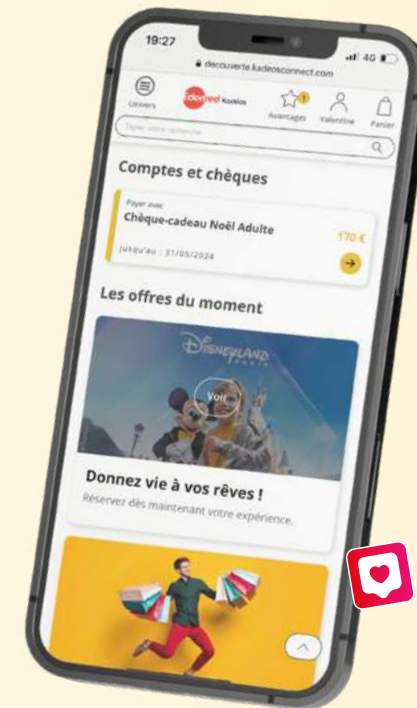 19:27
4G
decouverte.kadeosconnect.com
Univers
Edenred Kadéos
1
Avantages
Valentine
Panier
Tapez votre recherche
Comptes et chèques
Payer avec
Chèque-cadeau Noël Adulte
170 €
Jusqu'au : 31/05/2024
Les offres du moment
DISNEYLAND
PARIS
Voir
Donnez vie à vos rêves !
Réservez dès maintenant votre expérience.